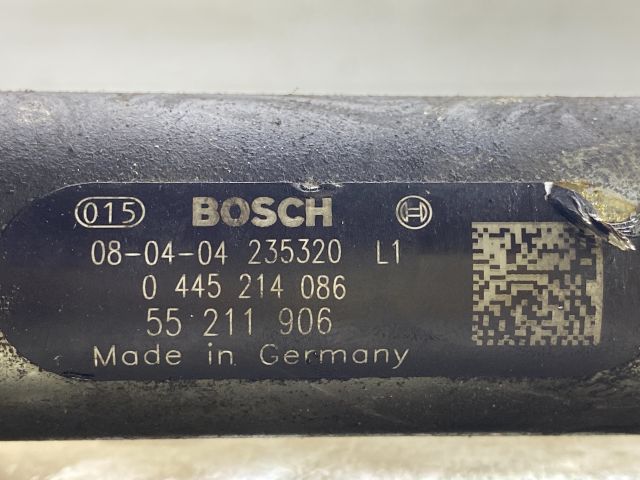 015 BOSCH
08-04-04 235320 L1
0 445 214 086
55 211 906
Made in Germany